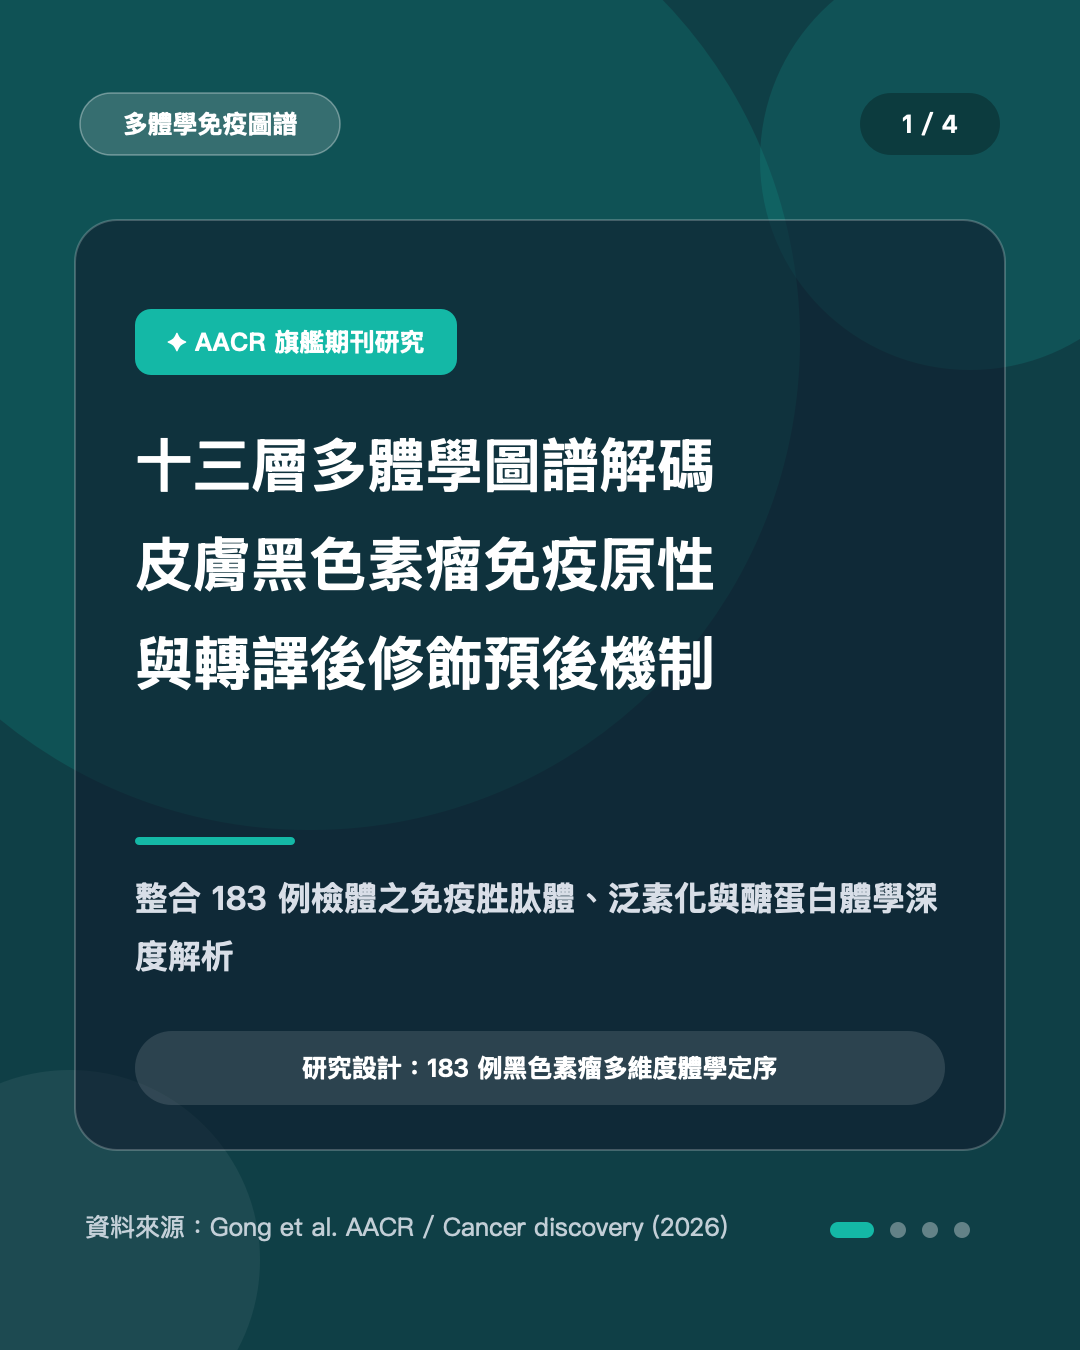 多體學免疫圖譜
1 / 4
✦ AACR 旗艦期刊研究
十三層多體學圖譜解碼
皮膚黑色素瘤免疫原性
與轉譯後修飾預後機制
整合 183 例檢體之免疫胜肽體、泛素化與醣蛋白體學深
度解析
研究設計：183 例黑色素瘤多維度體學定序
資料來源：Gong et al. AACR / Cancer discovery (2026)